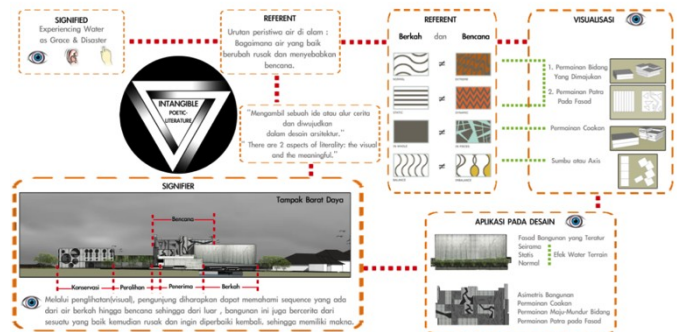 SIGNIFIED
Experiencing Water
as Grace & Disaster
REFERENT
Urutan peristiwa air di alam :
Bagaimana air yang baik
berubah rusak dan menyebabkan
bencana.
INTANGIBLE
POETIC-
LITERATURE
"Mengambil sebuah ide atau alur cerita
dan diwujudkan
dalam desain arsitektur."
"There are 2 aspects of literality: the visual
and the meaningful."
REFERENT
Berkah dan Bencana
VISUALISASI
1. Permainan Bidang
Yang Dimajukan
2. Permainan Patra
Pada Fasad
Permainan Coakan
Sumbu atau Axis
SIGNIFIER
Tampak Barat Daya
Bencana
Konservasi
Peralihan
Penerima
Berkah
Melalui penglihatan(visual), pengunjung diharapkan dapat memahami sequence yang ada
dari air berkah hingga bencana sehingga dari luar , bangunan ini juga bercerita dari
sesuatu yang baik kemudian rusak dan ingin diperbaiki kembali. sehingga memiliki makna.
APLIKASI PADA DESAIN
Fasad Bangunan yang Teratur
Seirama
Statis
Normal
Efek Water Terrain
Asimetris Bangunan
Permainan Coakan
Permainan Maju-Mundur Bidang
Permainan Patra pada Fasad